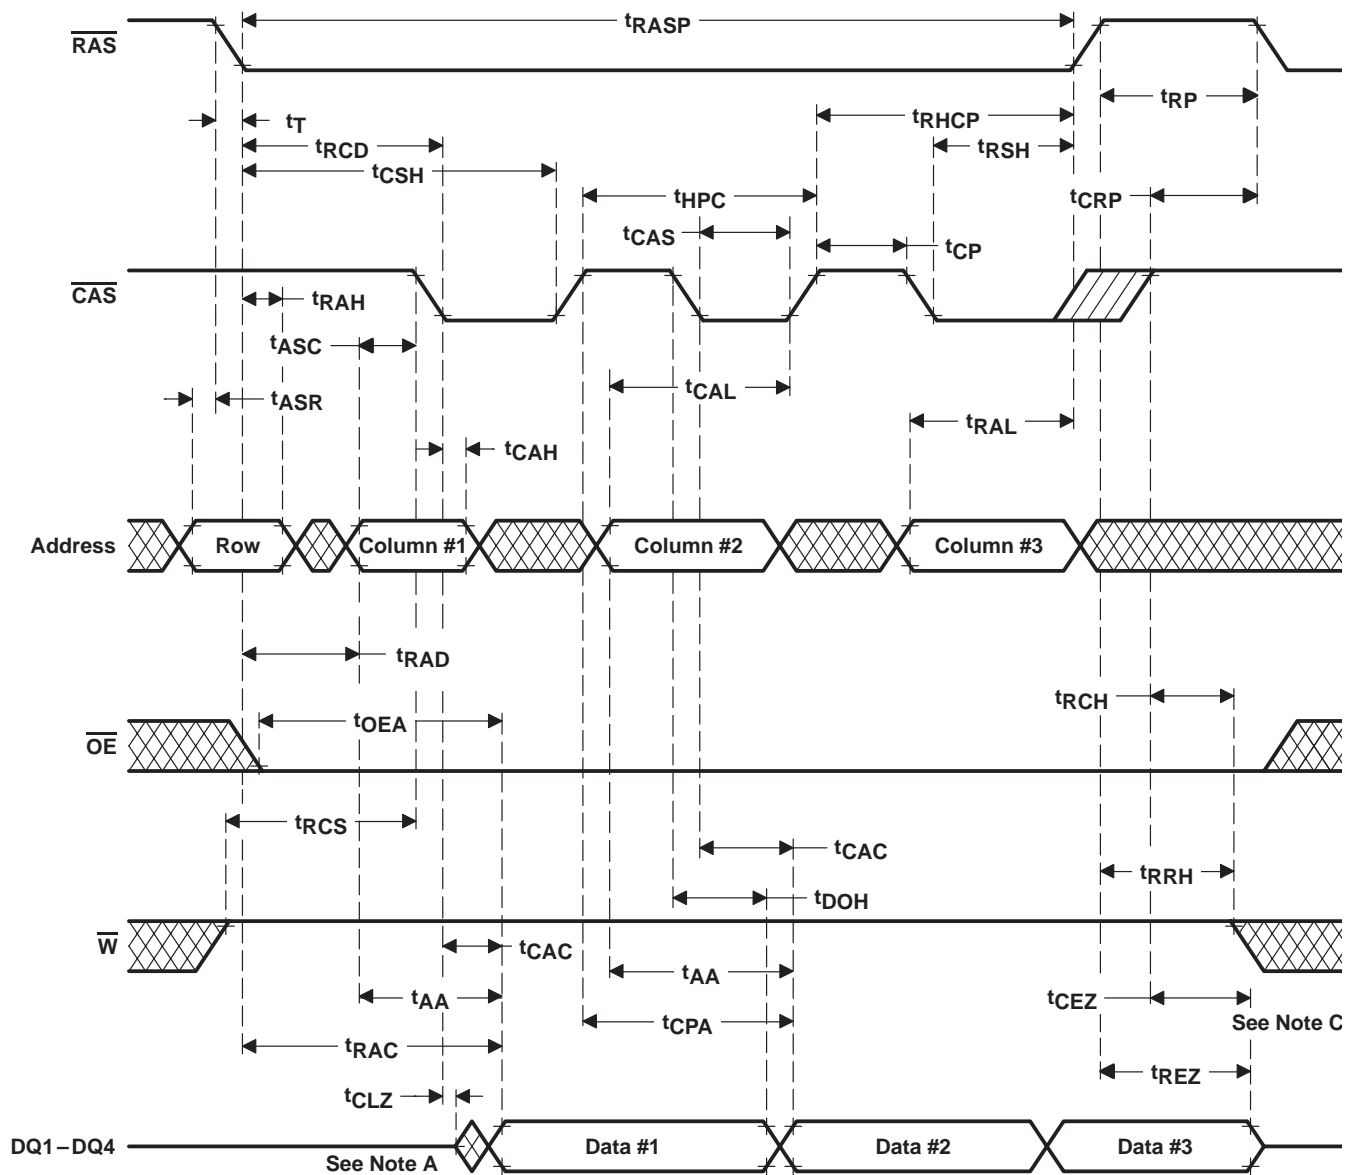 tRASP
RAS
tRP
tT
tRHCP
tRCD
tRSH
tCSH
tHPC
tCRP
tCAS
tCP
CAS
tRAH
tASC
tCAL
tASR
tRAL
tCAH
Address
Row
Column #1
Column #2
Column #3
tRAD
tRCH
tOEA
OE
tRCS
tCAC
tRRH
tDOH
W
tCAC
tAA
tAA
tCEZ
tCPA
See Note C
tRAC
tREZ
tCLZ
DQ1–DQ4
Data #1
Data #2
Data #3
See Note A